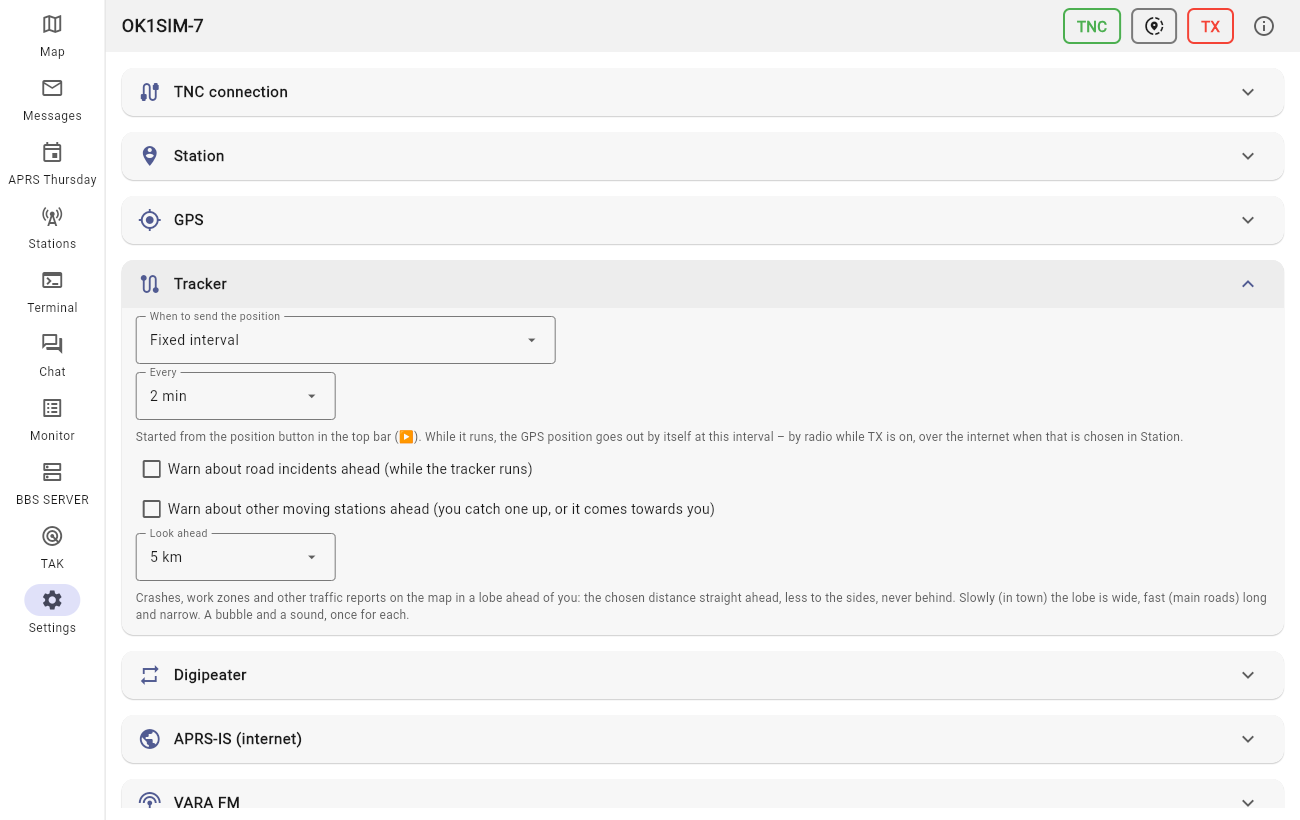 OK1SIM-7
TNC
TX
Map
Messages
APRS Thursday
Stations
Terminal
Chat
Monitor
BBS SERVER
TAK
Settings
TNC connection
Station
GPS
Tracker
When to send the position
Fixed interval
Every
2 min
Started from the position button in the top bar (▶️). While it runs, the GPS position goes out by itself at this interval – by radio while TX is on, over the internet when that is chosen in Station.
Warn about road incidents ahead (while the tracker runs)
Warn about other moving stations ahead (you catch one up, or it comes towards you)
Look ahead
5 km
Crashes, work zones and other traffic reports on the map in a lobe ahead of you: the chosen distance straight ahead, less to the sides, never behind. Slowly (in town) the lobe is wide, fast (main roads) long
and narrow. A bubble and a sound, once for each.
Digipeater
APRS-IS (internet)
VARA FM